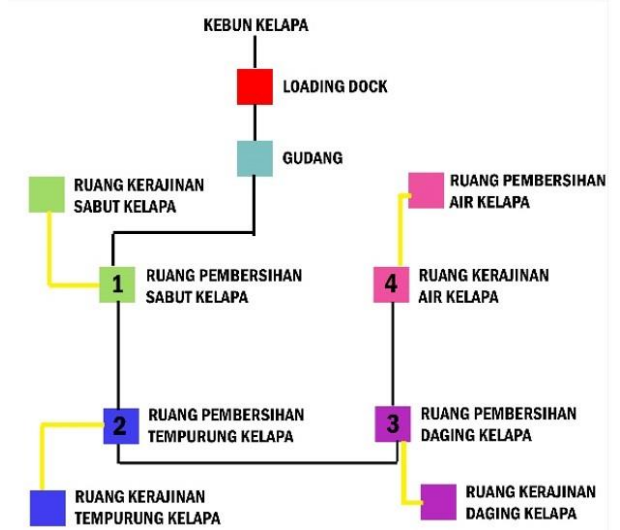 KEBUN KELAPA
LOADING DOCK
GUDANG
RUANG KERAJINAN
SABUT KELAPA
RUANG PEMBERSIHAN
AIR KELAPA
1
RUANG PEMBERSIHAN
SABUT KELAPA
4
RUANG KERAJINAN
AIR KELAPA
2
RUANG PEMBERSIHAN
TEMPURUNG KELAPA
3
RUANG PEMBERSIHAN
DAGING KELAPA
RUANG KERAJINAN
TEMPURUNG KELAPA
RUANG KERAJINAN
DAGING KELAPA